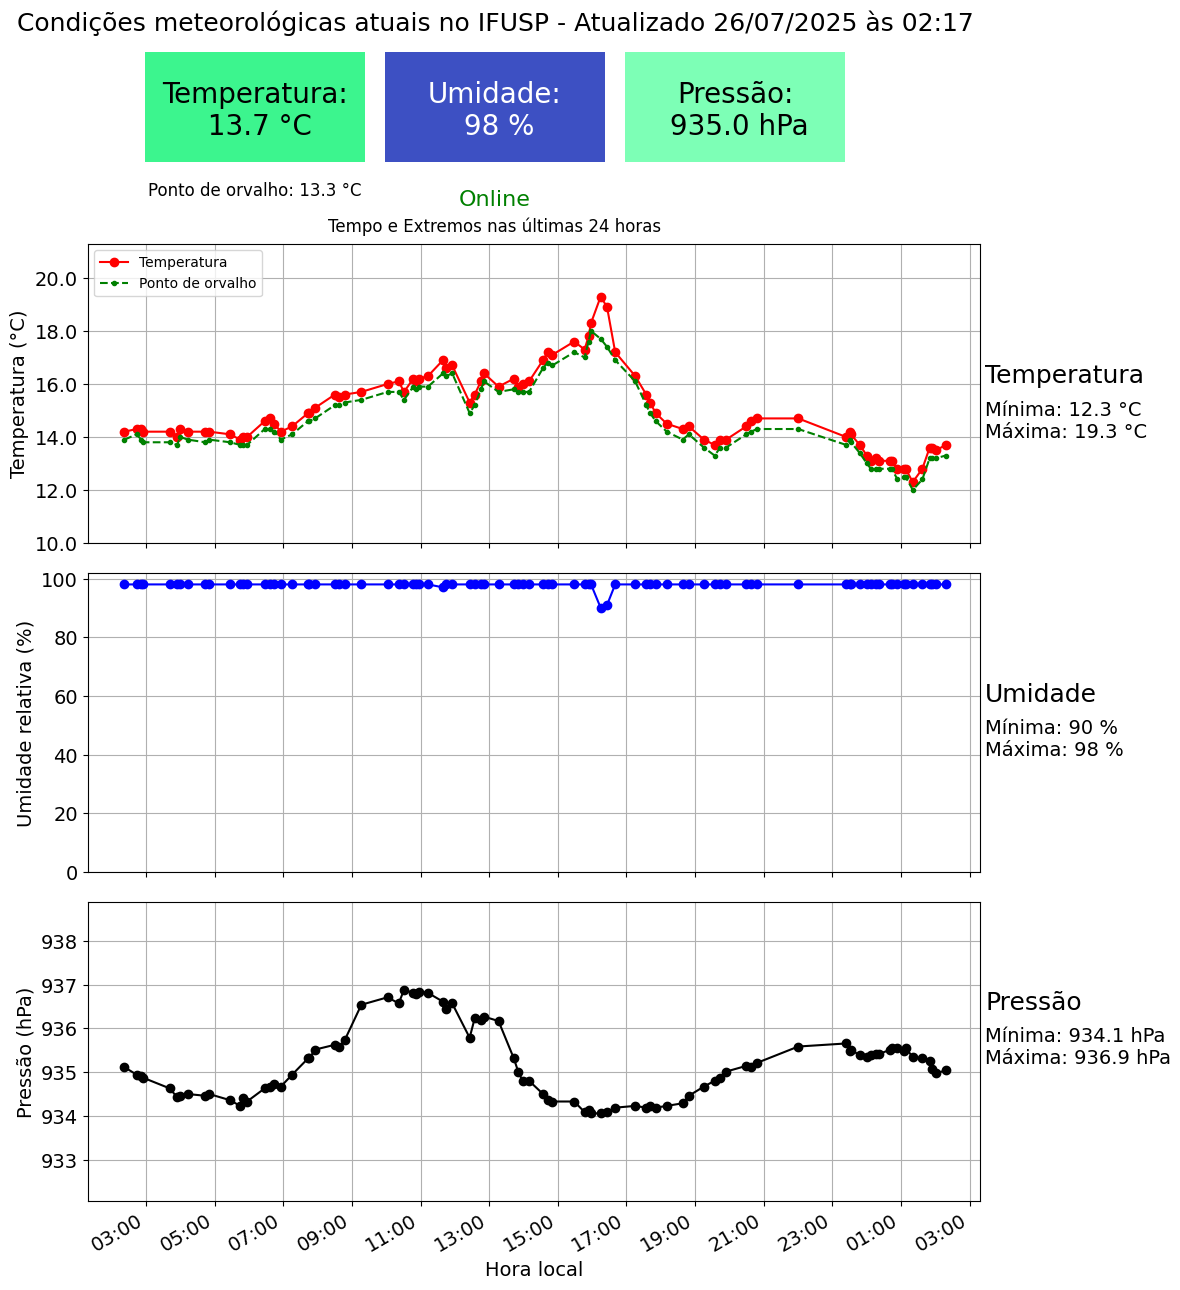 Condições meteorológicas atuais no IFUSP - Atualizado 26/07/2025 às 02:17
Temperatura:
13.7 °C
Umidade:
98 %
Pressão:
935.0 hPa
Ponto de orvalho: 13.3 °C
Online
Tempo e Extremos nas últimas 24 horas
Temperatura
Ponto de orvalho
Temperatura (°C)
20.0
18.0
16.0
14.0
12.0
10.0
Temperatura
Mínima: 12.3 °C
Máxima: 19.3 °C
Umidade relativa (%)
100
80
60
40
20
0
Umidade
Mínima: 90 %
Máxima: 98 %
Pressão (hPa)
938
937
936
935
934
933
Pressão
Mínima: 934.1 hPa
Máxima: 936.9 hPa
03:00 05:00 07:00 09:00 11:00 13:00 15:00 17:00 19:00 21:00 23:00 01:00 03:00
Hora local